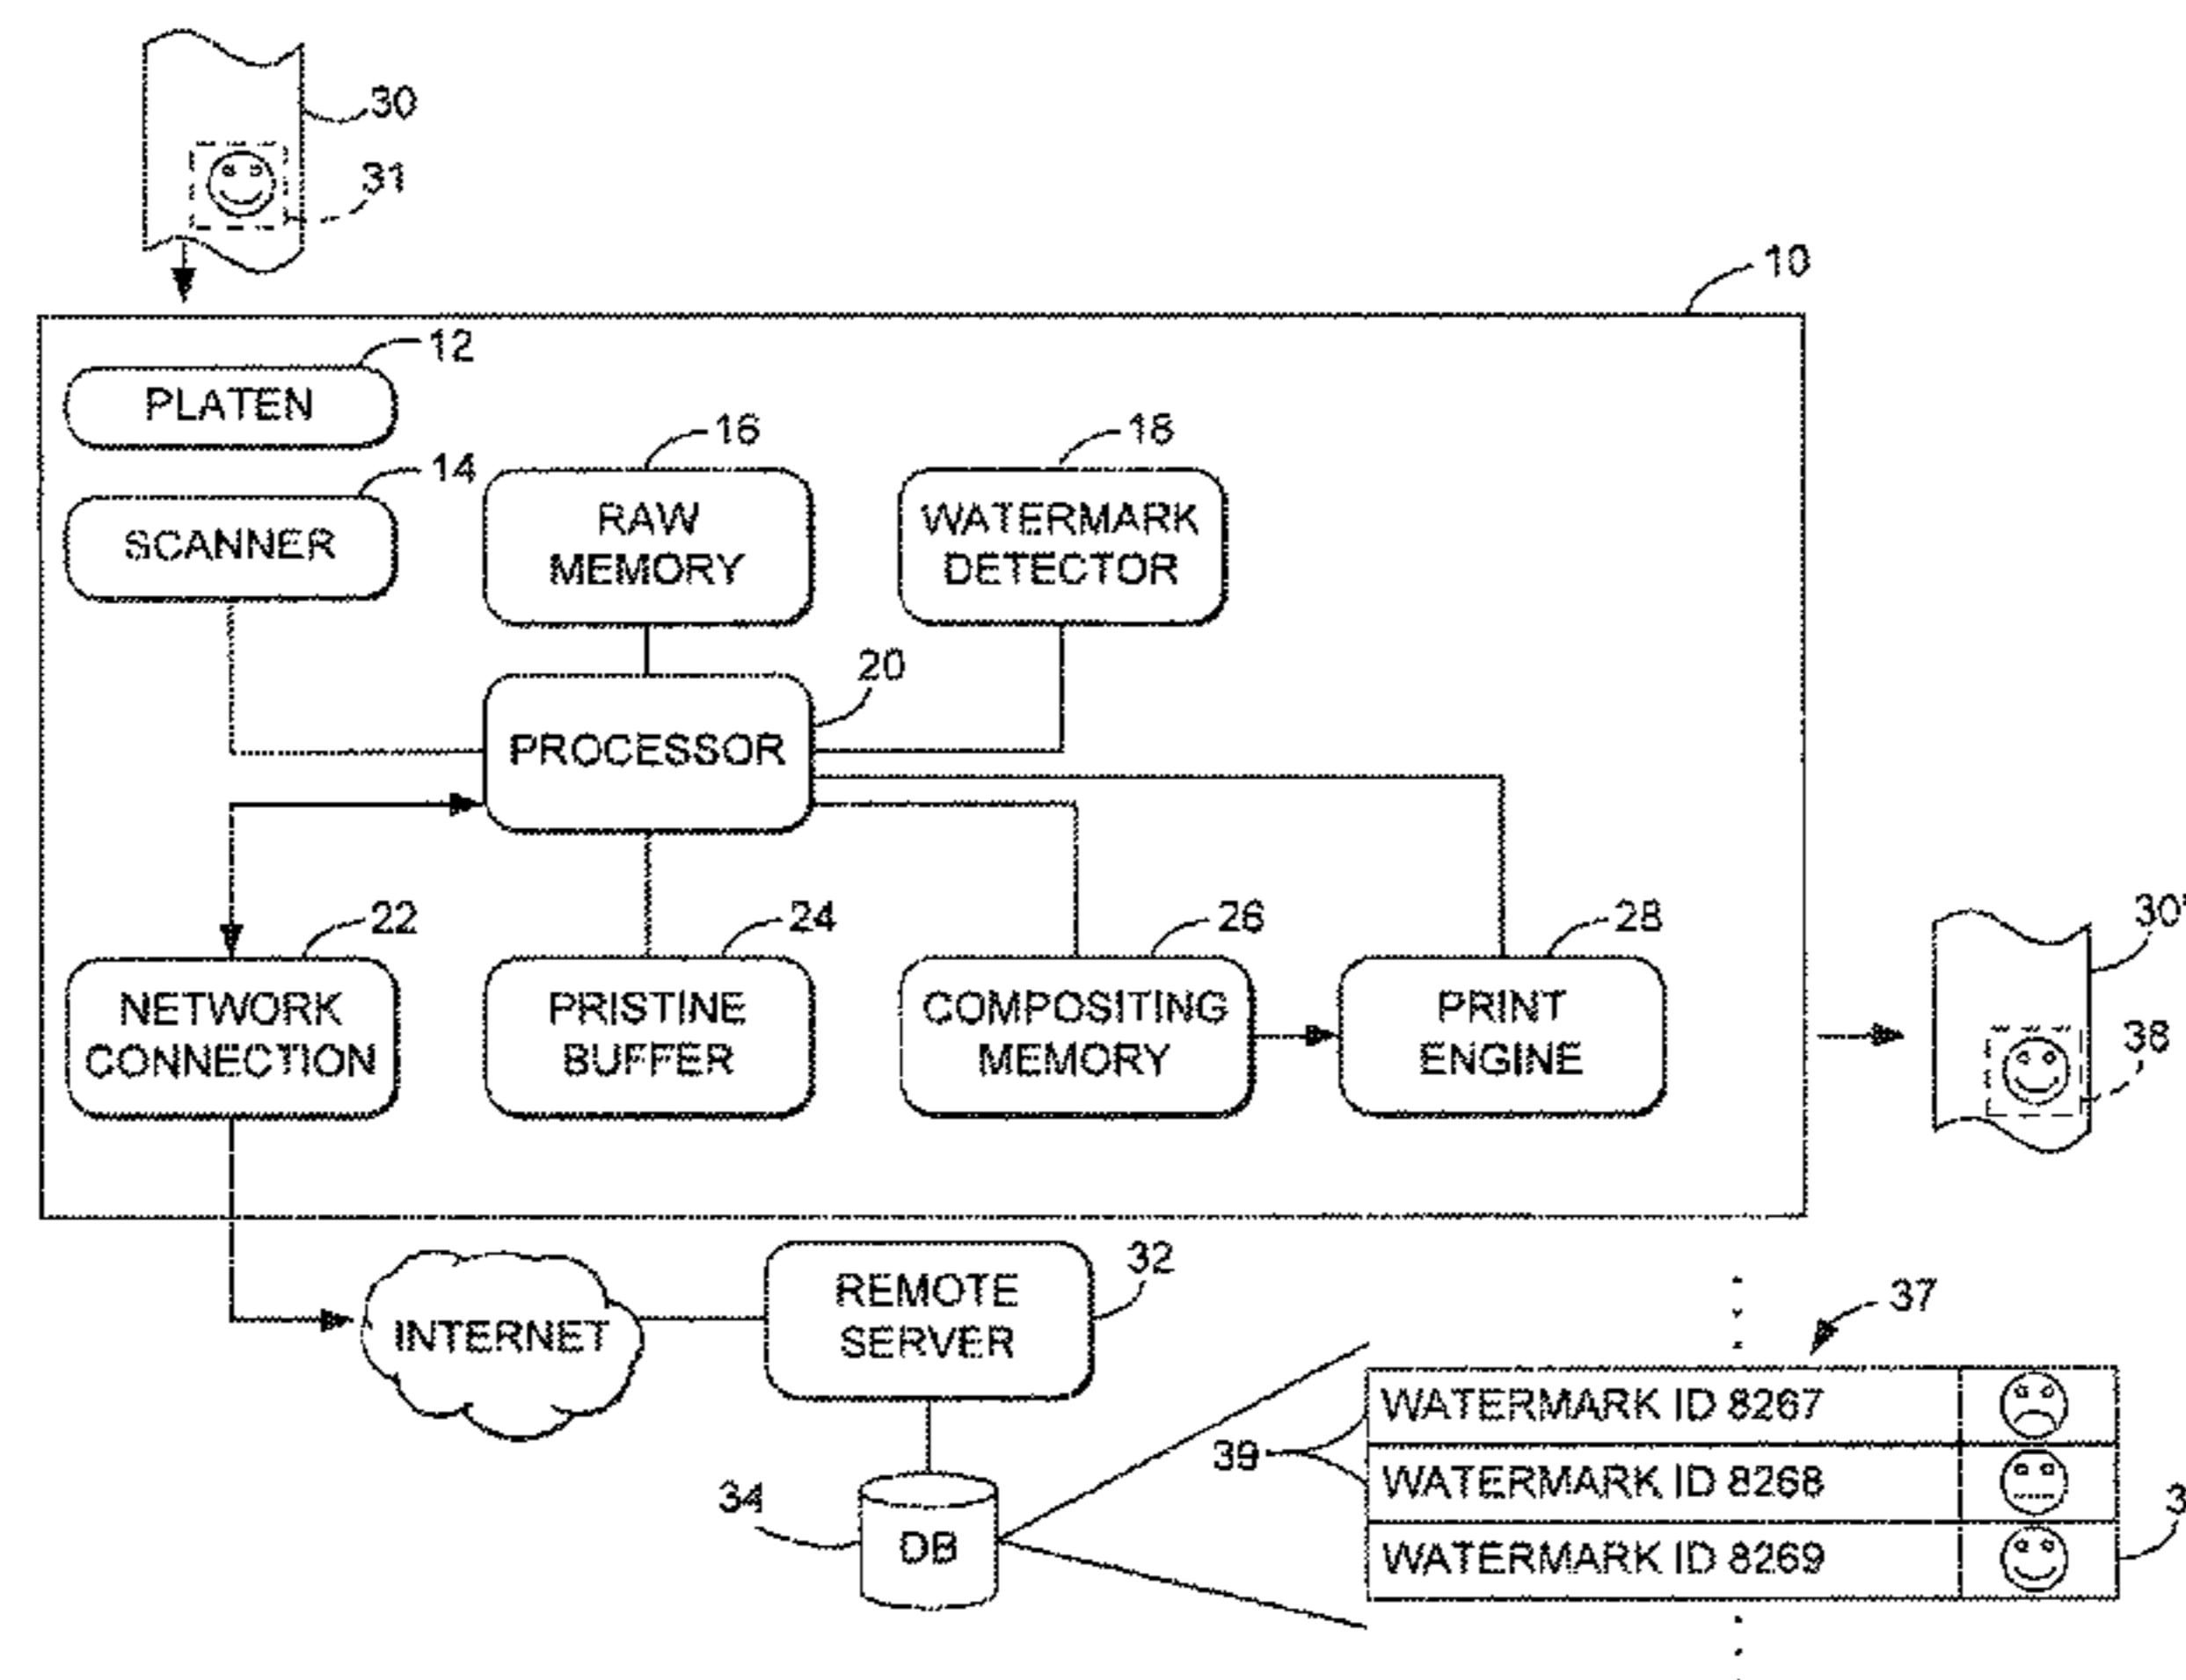 30
31
10
12
PLATEN
14
SCANNER
16
RAW
MEMORY
18
WATERMARK
DETECTOR
20
PROCESSOR
22
NETWORK
CONNECTION
24
PRISTINE
BUFFER
26
COMPOSITING
MEMORY
28
PRINT
ENGINE
30'
38
INTERNET
32
REMOTE
SERVER
34
DB
37
39
WATERMARK ID 8267
WATERMARK ID 8268
WATERMARK ID 8269